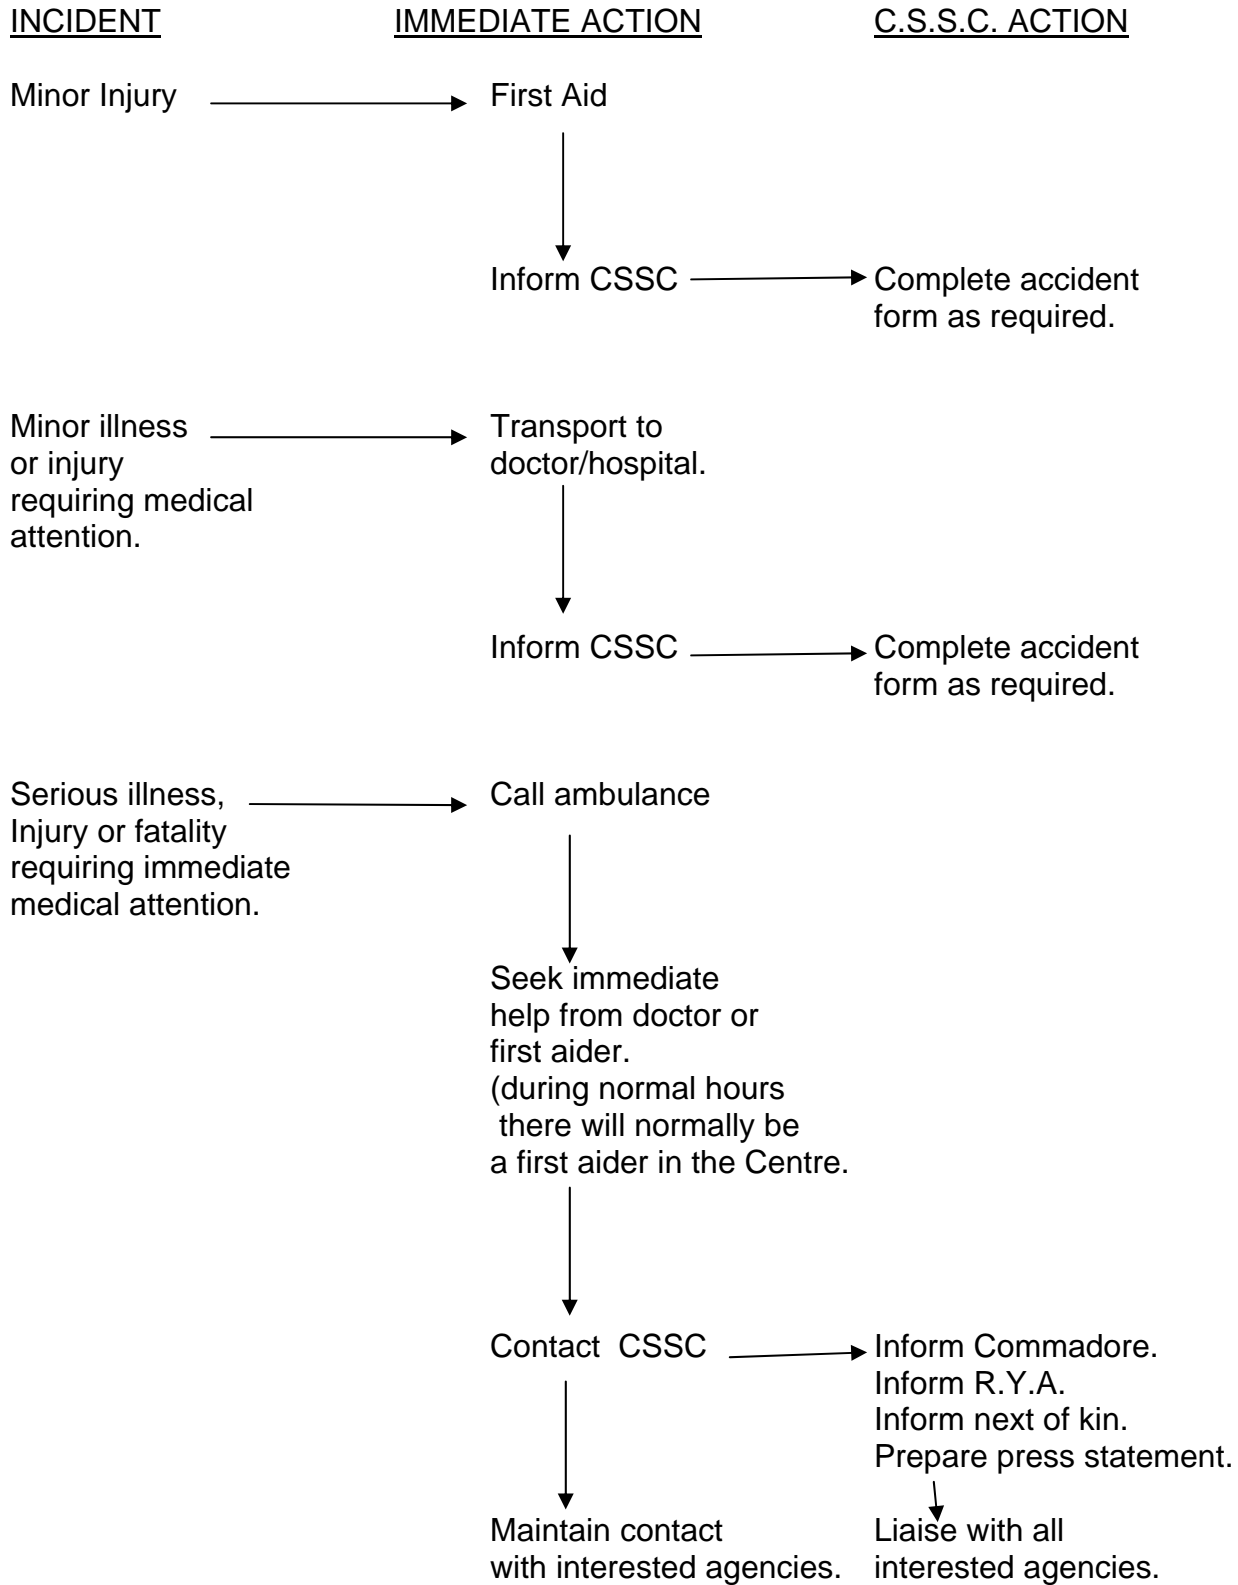 INCIDENT IMMEDIATE ACTION C.S.S.C. ACTION
Minor Injury First Aid
Inform CSSC Complete accident
form as required.
Minor illness
or injury
requiring medical
attention.
Transport to
doctor/hospital.
Inform CSSC Complete accident
form as required.
Serious illness,
Injury or fatality
requiring immediate
medical attention.
Call ambulance
Seek immediate
help from doctor or
first aider.
(during normal hours
there will normally be
a first aider in the Centre.
Contact CSSC
Inform Commadore.
Inform R.Y.A.
Inform next of kin.
Prepare press statement.
Maintain contact
with interested agencies.
Liaise with all
interested agencies.